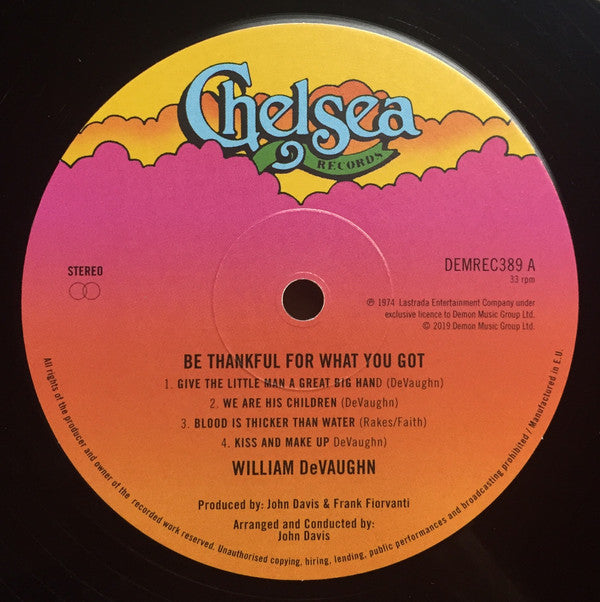 Chelsea
RECORDS
STEREO
DEMREC389 A
33 rpm
℗ 1974 Lastrada Entertainment Company under
exclusive licence to Demon Music Group Ltd.
© 2019 Demon Music Group Ltd.
BE THANKFUL FOR WHAT YOU GOT
1. GIVE THE LITTLE MAN A GREAT BIG HAND (DeVaughn)
2. WE ARE HIS CHILDREN (DeVaughn)
3. BLOOD IS THICKER THAN WATER (Rakes/Faith)
4. KISS AND MAKE UP DeVaughn)
WILLIAM DeVAUGHN
Produced by: John Davis & Frank Fiorvanti
Arranged and Conducted by:
John Davis
All rights of the producer and owner of the recorded work reserved. Unauthorised copying, hiring, lending, public performances and broadcasting prohibited / Manufactured in E.U.